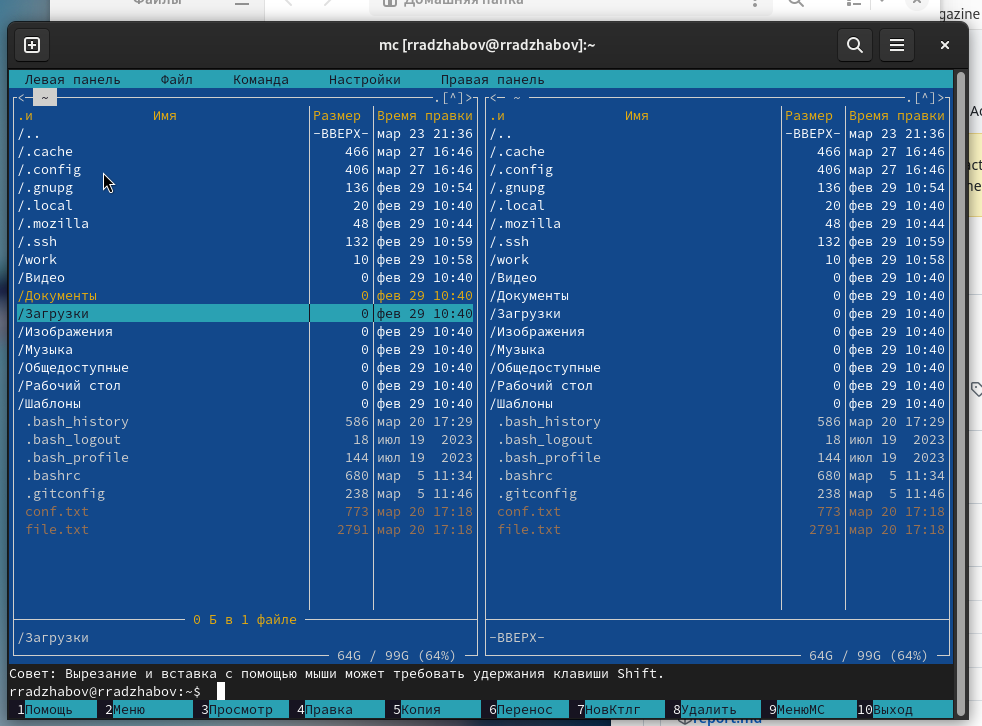 Файлы
Домашняя папка
gazine
mc [rradzhabov@rradzhabov]:~
Левая панель Файл Команда Настройки Правая панель
<─ ~ .[^]> <─ ~ .[^]>
.и Имя Размер Время правки .и Имя Размер Время правки
/.. -ВВЕРХ- мар 23 21:36 /.. -ВВЕРХ- мар 23 21:36
/.cache 466 мар 27 16:46 /.cache 466 мар 27 16:46
/.config 406 мар 27 16:46 /.config 406 мар 27 16:46
/.gnupg 136 фев 29 10:54 /.gnupg 136 фев 29 10:54
/.local 20 фев 29 10:40 /.local 20 фев 29 10:40
/.mozilla 48 фев 29 10:44 /.mozilla 48 фев 29 10:44
/.ssh 132 фев 29 10:59 /.ssh 132 фев 29 10:59
/work 10 фев 29 10:58 /work 10 фев 29 10:58
/Видео 0 фев 29 10:40 /Видео 0 фев 29 10:40
/Документы 0 фев 29 10:40 /Документы 0 фев 29 10:40
/Загрузки 0 фев 29 10:40 /Загрузки 0 фев 29 10:40
/Изображения 0 фев 29 10:40 /Изображения 0 фев 29 10:40
/Музыка 0 фев 29 10:40 /Музыка 0 фев 29 10:40
/Общедоступные 0 фев 29 10:40 /Общедоступные 0 фев 29 10:40
/Рабочий стол 0 фев 29 10:40 /Рабочий стол 0 фев 29 10:40
/Шаблоны 0 фев 29 10:40 /Шаблоны 0 фев 29 10:40
.bash_history 586 мар 20 17:29 .bash_history 586 мар 20 17:29
.bash_logout 18 июл 19 2023 .bash_logout 18 июл 19 2023
.bash_profile 144 июл 19 2023 .bash_profile 144 июл 19 2023
.bashrc 680 мар 5 11:34 .bashrc 680 мар 5 11:34
.gitconfig 238 мар 5 11:46 .gitconfig 238 мар 5 11:46
conf.txt 773 мар 20 17:18 conf.txt 773 мар 20 17:18
file.txt 2791 мар 20 17:18 file.txt 2791 мар 20 17:18
0 Б в 1 файле
/Загрузки -ВВЕРХ-
64G / 99G (64%) 64G / 99G (64%)
Совет: Вырезание и вставка с помощью мыши может требовать удержания клавиши Shift.
rradzhabov@rradzhabov:~$
1Помощь 2Меню 3Просмотр 4Правка 5Копия 6Перенос 7НовКтлг 8Удалить 9МенюМС 10Выход
report.md